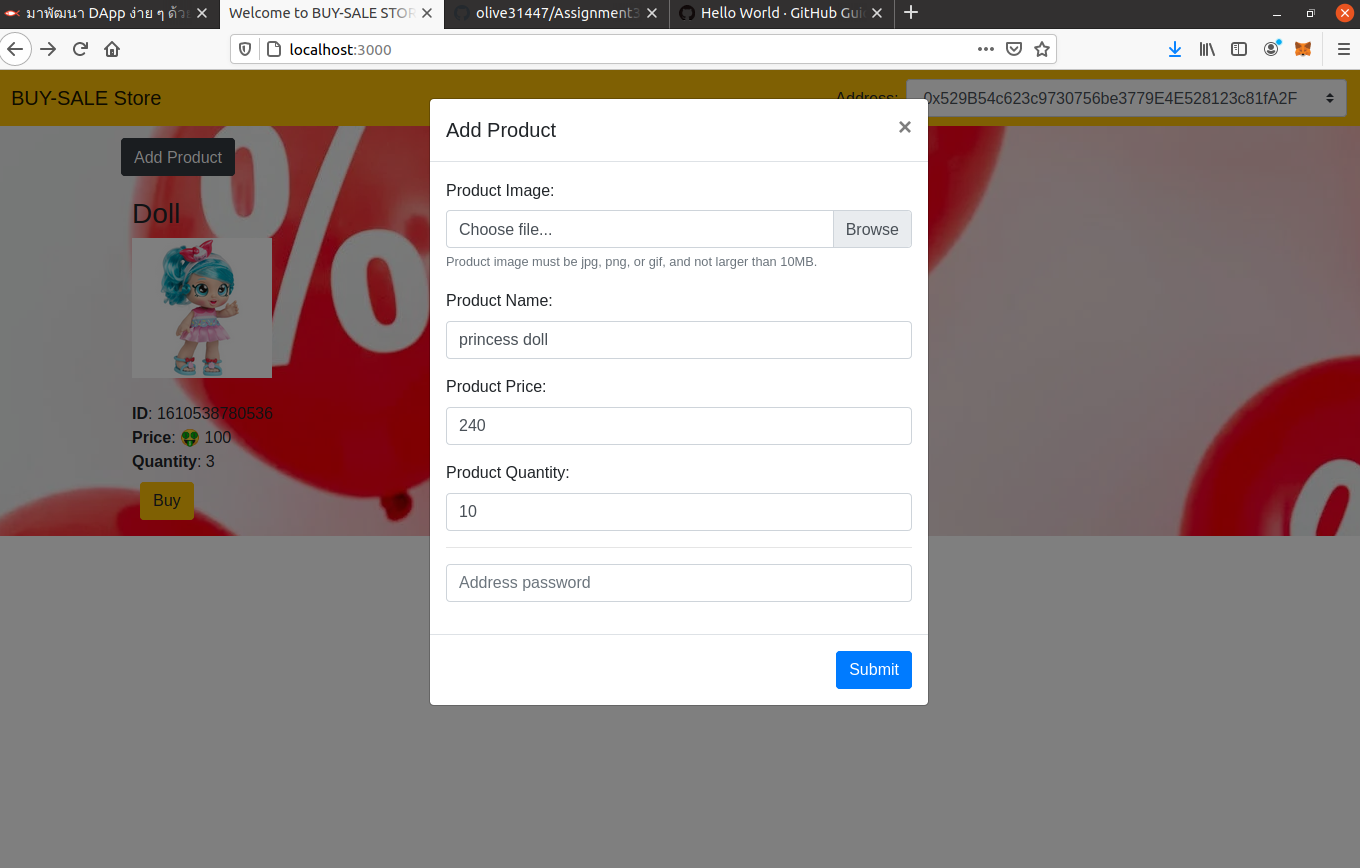 มาพัฒนา DApp ง่าย ๆ ด้วย
Welcome to BUY-SALE STOR
olive31447/Assignment3
Hello World · GitHub Gui
localhost:3000
BUY-SALE Store
Address:
0x529B54c623c9730756be3779E4E528123c81fA2F
Add Product
Doll
ID: 1610538780536
Price: 🤑 100
Quantity: 3
Buy
%
%
%
Add Product
×
Product Image:
Choose file...
Browse
Product image must be jpg, png, or gif, and not larger than 10MB.
Product Name:
princess doll
Product Price:
240
Product Quantity:
10
Address password
Submit